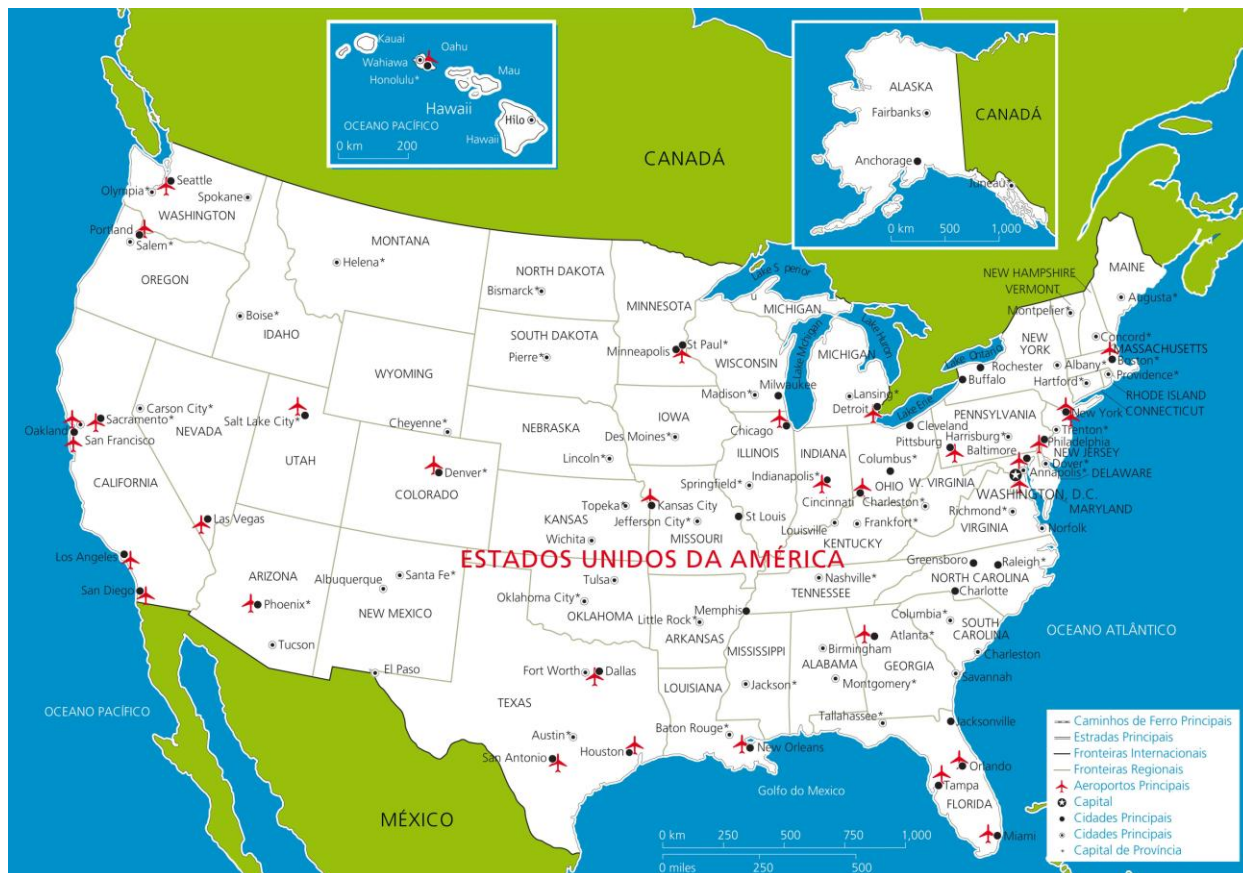 Kauai
Oahu
Wahiawa
Honolulu*
Mau
Hawaii
Hilo
OCEANO PACÍFICO
Hawaii
0 km 200
ALASKA
Fairbanks
CANADÁ
Anchorage
Juneau*
0 km 500 1,000
CANADÁ
Seattle
Olympia*
Spokane
WASHINGTON
Portland
Salem*
OREGON
MONTANA
Helena*
Boise*
IDAHO
WYOMING
Cheyenne*
NORTH DAKOTA
Bismarck*
SOUTH DAKOTA
Pierre*
MINNESOTA
Minneapolis
St Paul*
WISCONSIN
Madison*
Milwaukee
Lake S perior
u
MICHIGAN
Lake Michigan
MICHIGAN
Lake Huron
Lansing*
Detroit
Lake Erie
Lake Ontario
NEW HAMPSHIRE
VERMONT
MAINE
Augusta*
Montpelier*
Concord*
NEW
YORK
MASSACHUSETTS
Boston*
Rochester
Albany*
Providence*
Buffalo
Hartford*
RHODE ISLAND
CONNECTICUT
PENNSYLVANIA
New York
Cleveland
Pittsburg
Harrisburg*
Trenton*
Philadelphia
Baltimore
NEW JERSEY
Dover*
Annapolis*
DELAWARE
WASHINGTON, D.C.
MARYLAND
Carson City*
Sacramento*
Oakland
San Francisco
NEVADA
Salt Lake City*
UTAH
CALIFORNIA
Denver*
COLORADO
NEBRASKA
Lincoln*
IOWA
Des Moines*
Chicago
ILLINOIS
INDIANA
Indianapolis*
Springfield*
Columbus*
OHIO
Cincinnati
W. VIRGINIA
Charleston*
Richmond*
VIRGINIA
Norfolk
Topeka*
Kansas City
Jefferson City*
St Louis
KANSAS
MISSOURI
Wichita
Louisville
Frankfort*
KENTUCKY
Las Vegas
Los Angeles
San Diego
ESTADOS UNIDOS DA AMÉRICA
ARIZONA
Phoenix*
Tucson
Albuquerque
Santa Fe*
NEW MEXICO
El Paso
Tulsa
Oklahoma City*
OKLAHOMA
Little Rock*
ARKANSAS
Memphis
Nashville*
TENNESSEE
Greensboro
Raleigh*
NORTH CAROLINA
Charlotte
Columbia*
SOUTH
CAROLINA
Charleston
Atlanta*
GEORGIA
Savannah
Birmingham
ALABAMA
Montgomery*
MISSISSIPPI
Jackson*
LOUISIANA
Baton Rouge*
New Orleans
Fort Worth
Dallas
TEXAS
Austin*
San Antonio
Houston
Tallahassee*
Jacksonville
Orlando
Tampa
FLORIDA
Miami
OCEANO ATLÂNTICO
OCEANO PACÍFICO
MÉXICO
Golfo do Mexico
0 km 250 500 750 1,000
0 miles 250 500
Caminhos de Ferro Principais
Estradas Principais
Fronteiras Internacionais
Fronteiras Regionais
Aeroportos Principais
Capital
Cidades Principais
Cidades Principais
Capital de Província